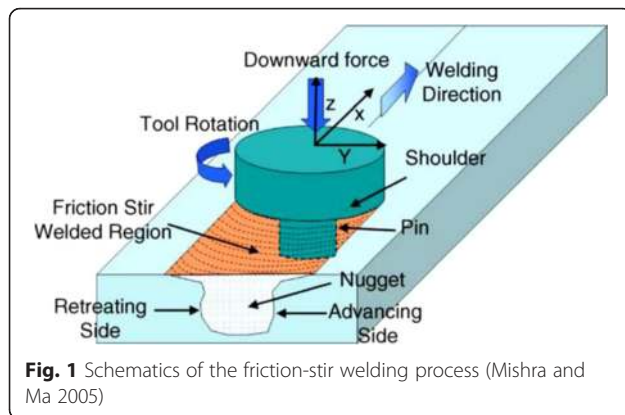 Downward force
z
x
Welding
Direction
Tool Rotation
Y
Shoulder
Friction Stir
Welded Region
Pin
Nugget
Retreating
Side
Advancing
Side
Fig. 1 Schematics of the friction-stir welding process (Mishra and
Ma 2005)